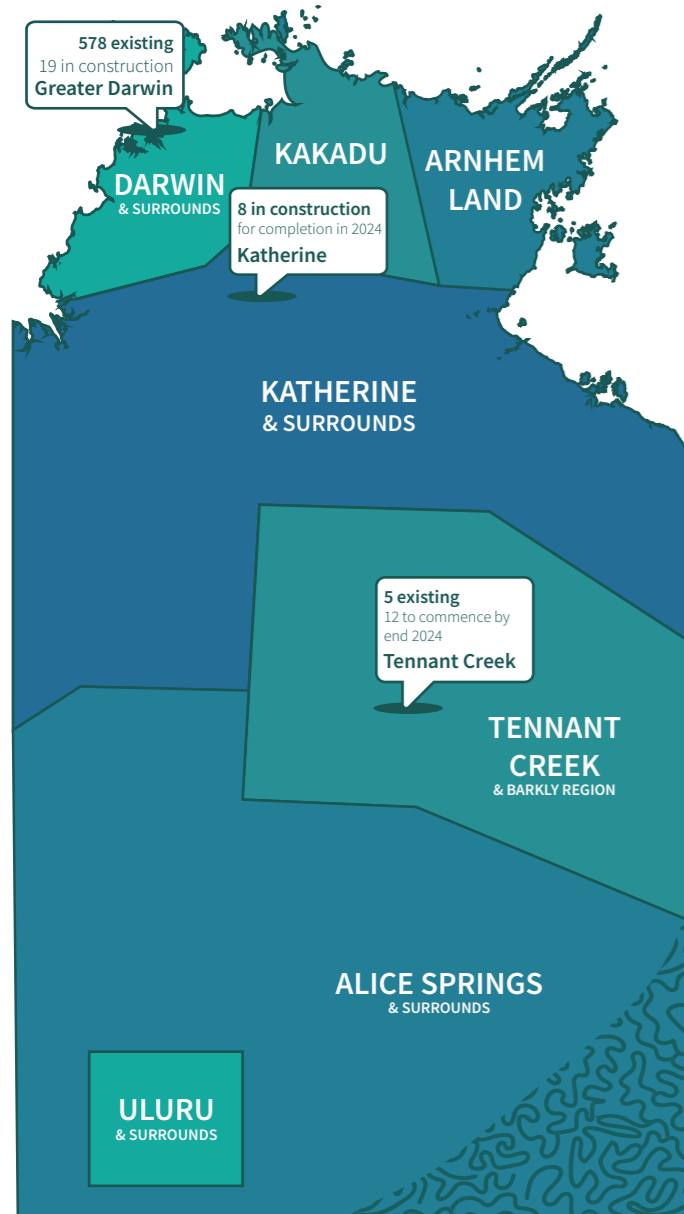 578 existing
19 in construction
Greater Darwin
KAKADU
ARNHEM
LAND
DARWIN
& SURROUNDS
8 in construction
for completion in 2024
Katherine
KATHERINE
& SURROUNDS
5 existing
12 to commence by
end 2024
Tennant Creek
TENNANT
CREEK
& BARKLY REGION
ALICE SPRINGS
& SURROUNDS
ULURU
& SURROUNDS